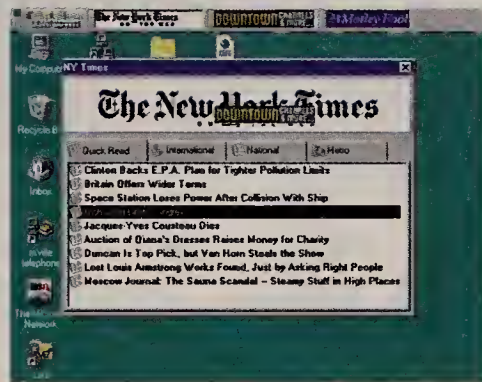 The New York Times
DOWNTOWN CHANNELS & MORE
Motley Fool
My Computer
NY Times
The New York Times
DOWNTOWN
Recycle B
Quick Read
International
National
Metro
Clinton Backs E.P.A. Plan for Tighter Pollution Limits
Britain Offers Wider Terms
Space Station Loses Power After Collision With Ship
Inbox
Jacques-Yves Cousteau Dies
Auction of Diana's Dresses Raises Money for Charity
Duncan Is Top Pick, but Van Horn Steals the Show
Lost Louis Armstrong Works Found, Just by Asking Right People
Moscow Journal: The Sauna Scandal – Steamy Stuff in High Places
telephone
Network